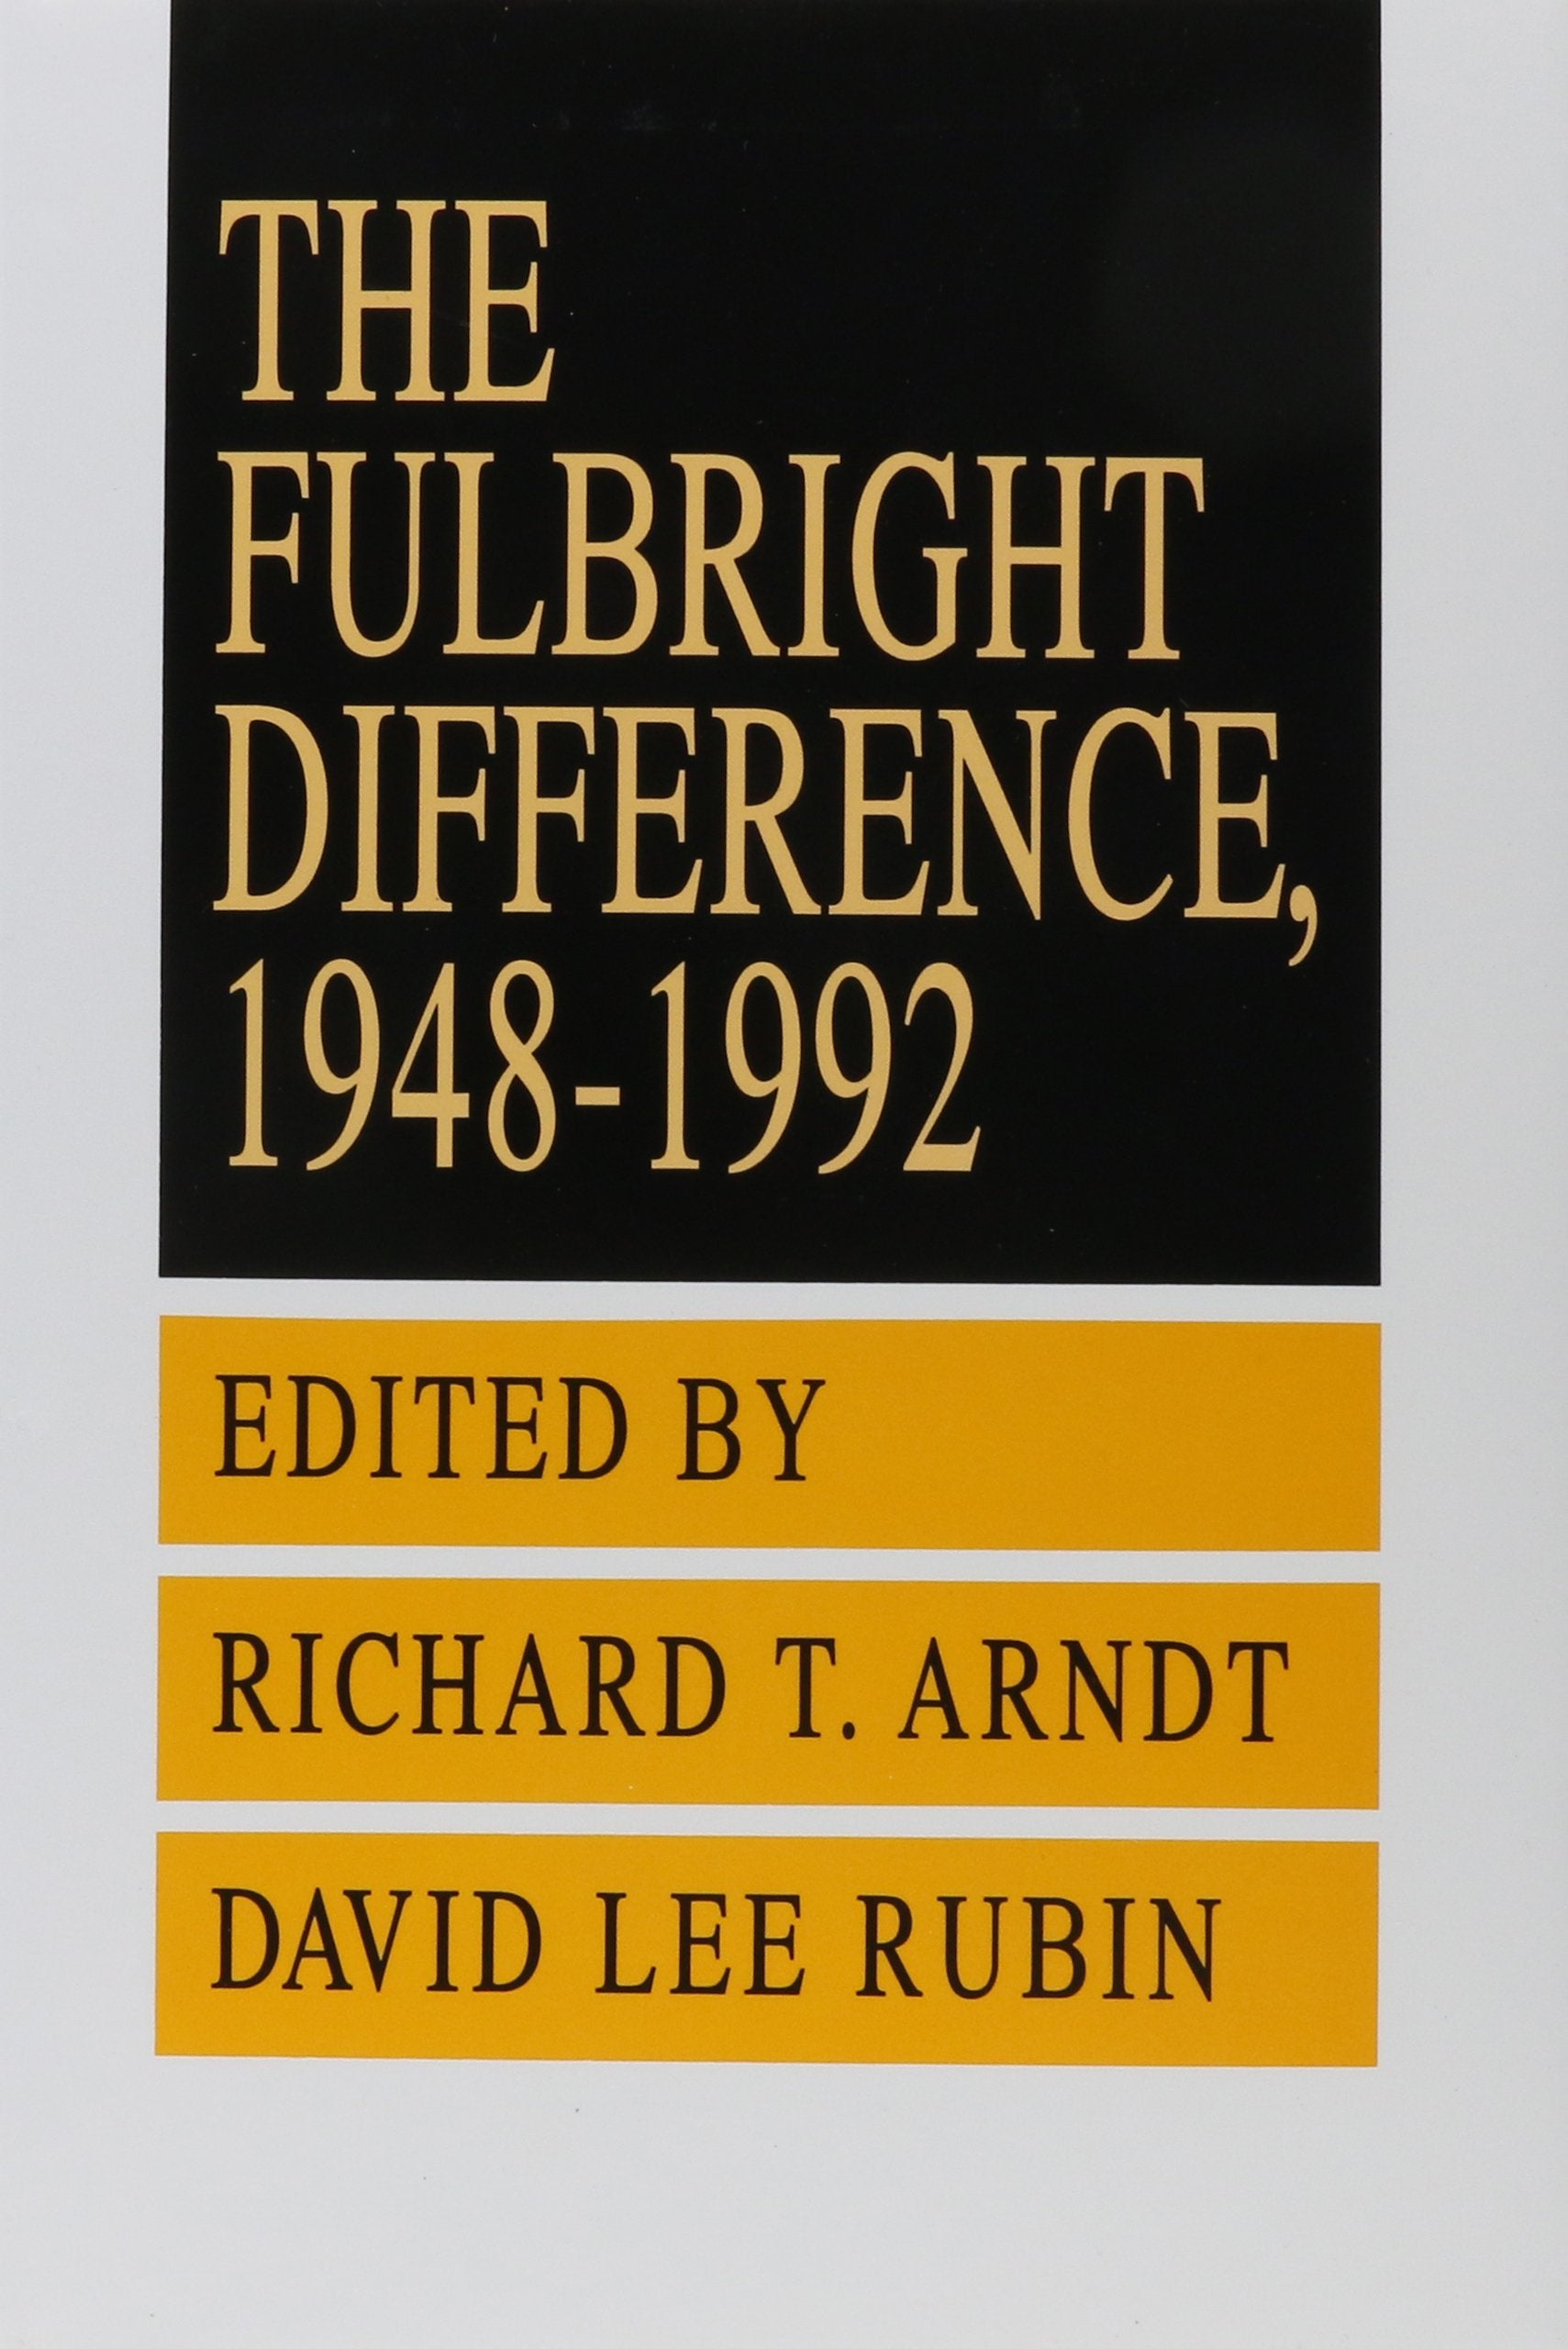 THE
FULBRIGHT
DIFFERENCE,
1948-1992
EDITED BY
RICHARD T. ARNDT
DAVID LEE RUBIN